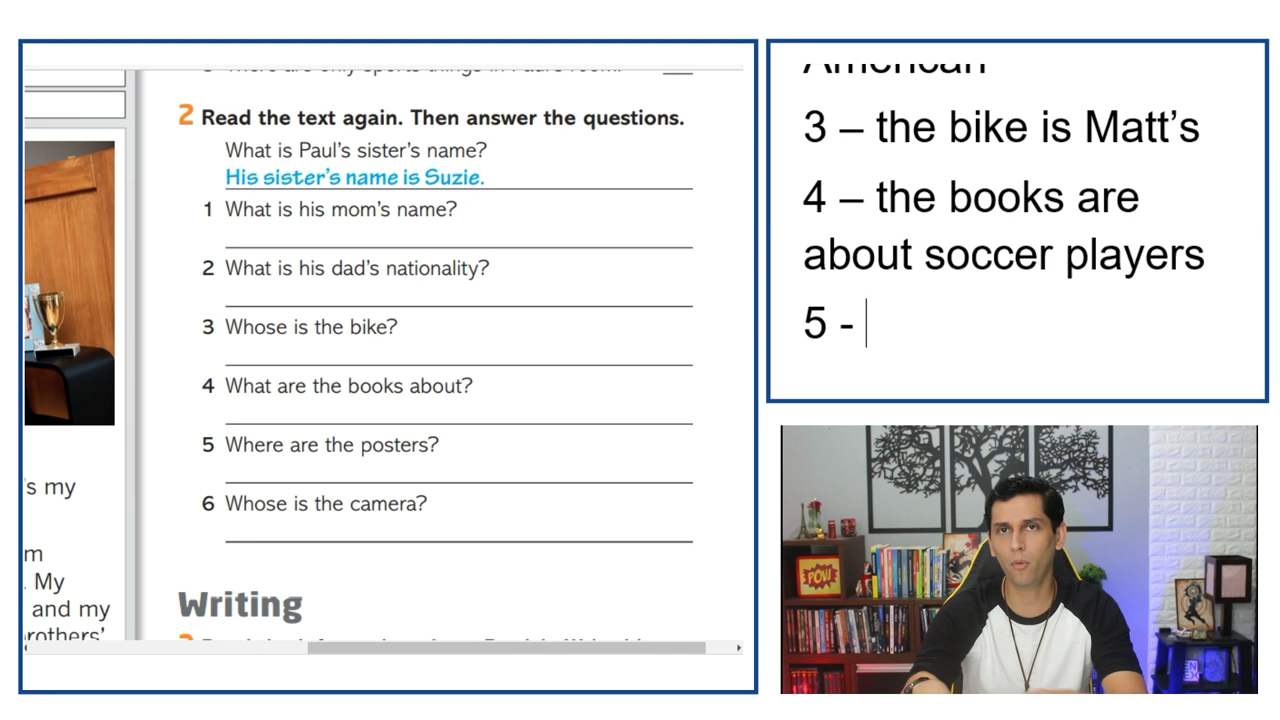 2 Read the text again. Then answer the questions.
What is Paul's sister's name?
His sister's name is Suzie.
1 What is his mom's name?
2 What is his dad's nationality?
3 Whose is the bike?
4 What are the books about?
5 Where are the posters?
6 Whose is the camera?
Writing
's my
m
. My
and my
rothers'
American
3 – the bike is Matt's
4 – the books are
about soccer players
5 -
POW